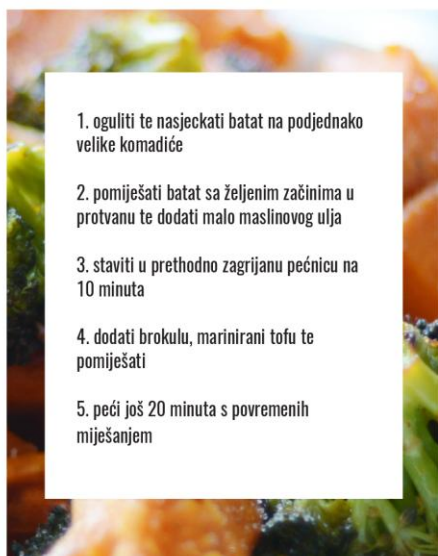 1. oguliti te nasjeckati batat na podjednako
velike komadiće
2. pomiješati batat sa željenim začinima u
protvanu te dodati malo maslinovog ulja
3. staviti u prethodno zagrijanu pećnicu na
10 minuta
4. dodati brokulu, marinirani tofu te
pomiješati
5. peći još 20 minuta s povremenih
miješanjem